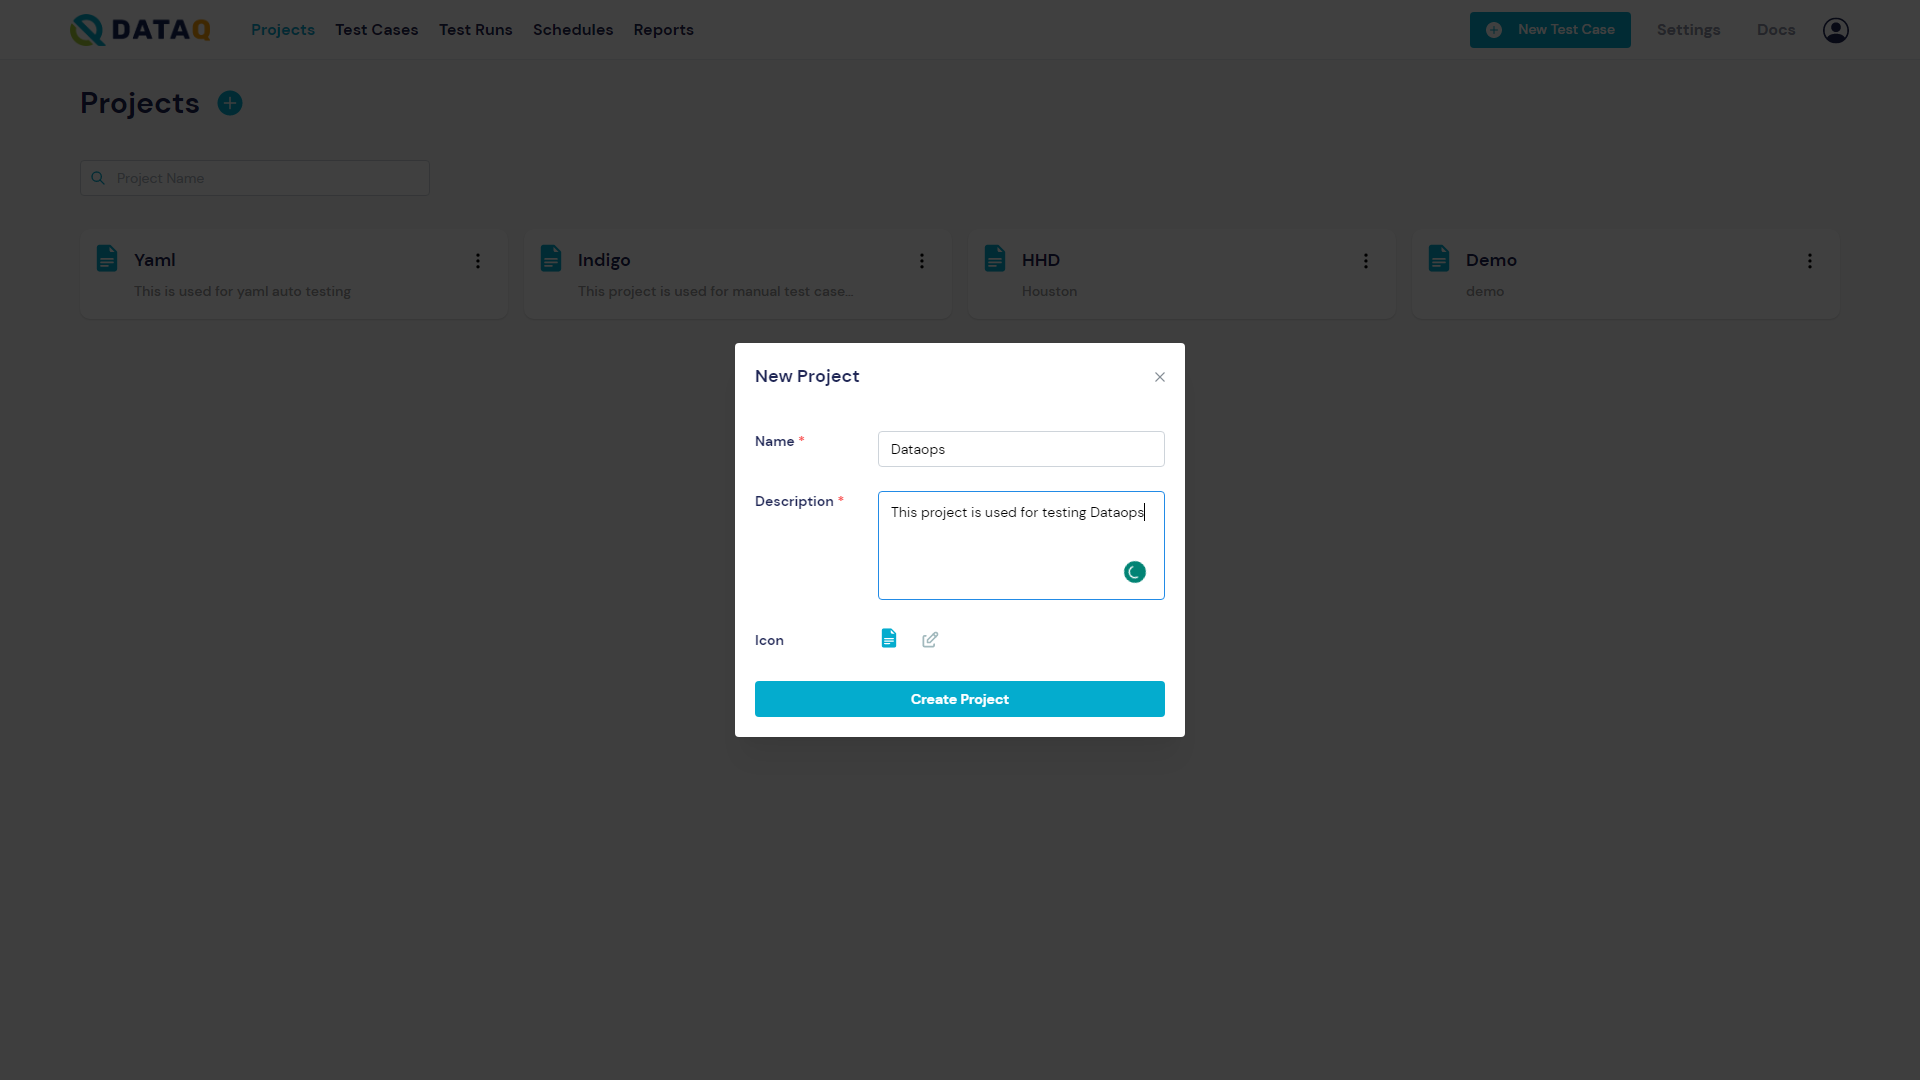 DATAQ Projects Test Cases Test Runs Schedules Reports New Test Case Settings Docs
Projects
Project Name
Yaml Indigo HHD Demo
This is used for yaml auto testing This project is used for manual test case... Houston demo
New Project
Name * Dataops
Description * This project is used for testing Dataops
Icon
Create Project